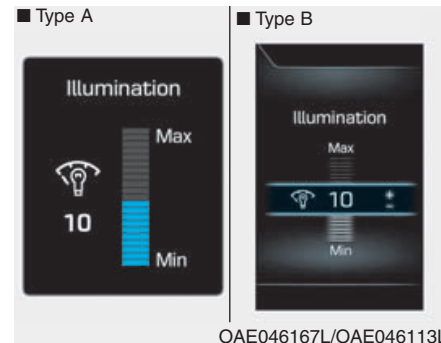 ■ Type A
Illumination
Max
10
Min
■ Type B
Illumination
Max
10 + -
Min
OAE046167L/OAE046113L